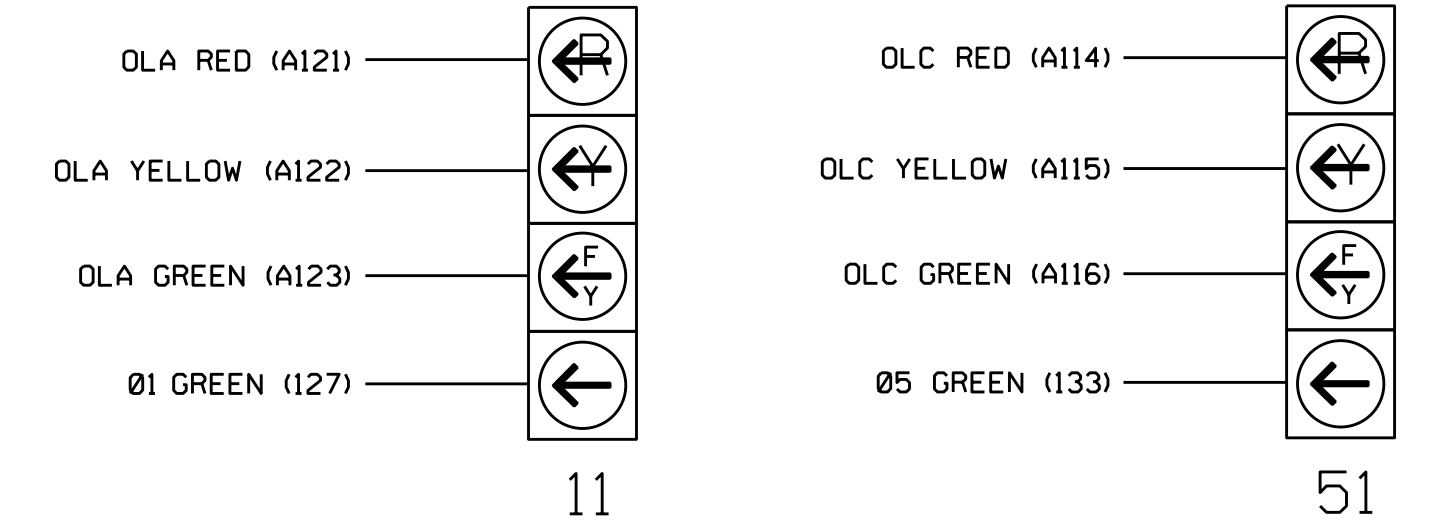 OLA RED (A121)
R
OLA YELLOW (A122)
Y
OLA GREEN (A123)
F
Y
Ø1 GREEN (127)
11
OLC RED (A114)
R
OLC YELLOW (A115)
Y
OLC GREEN (A116)
F
Y
Ø5 GREEN (133)
51